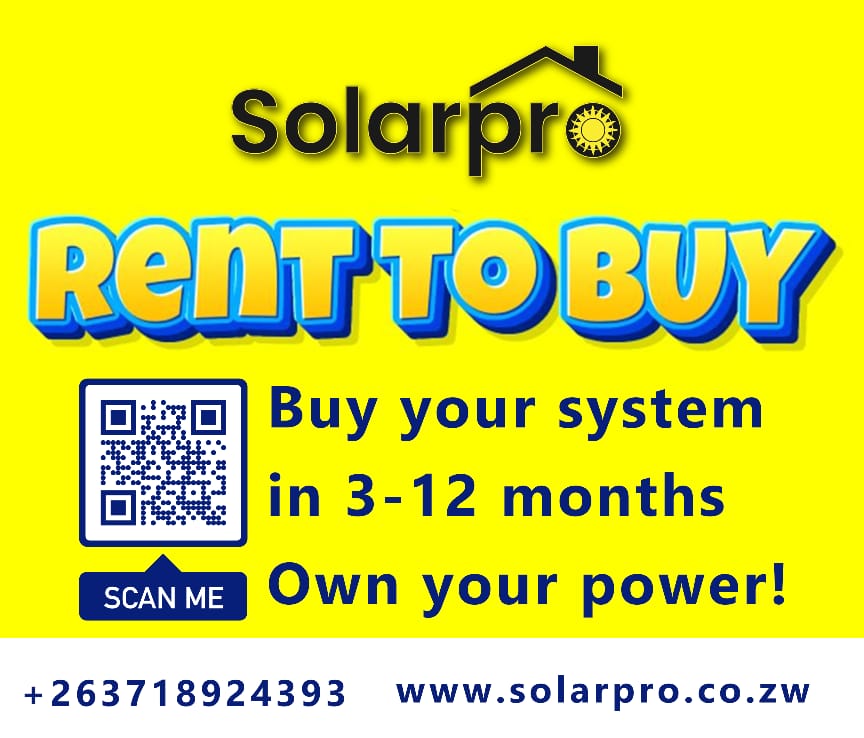 Solarpro
RENT TO BUY
Buy your system
in 3-12 months
Own your power!
SCAN ME
+263718924393
www.solarpro.co.zw